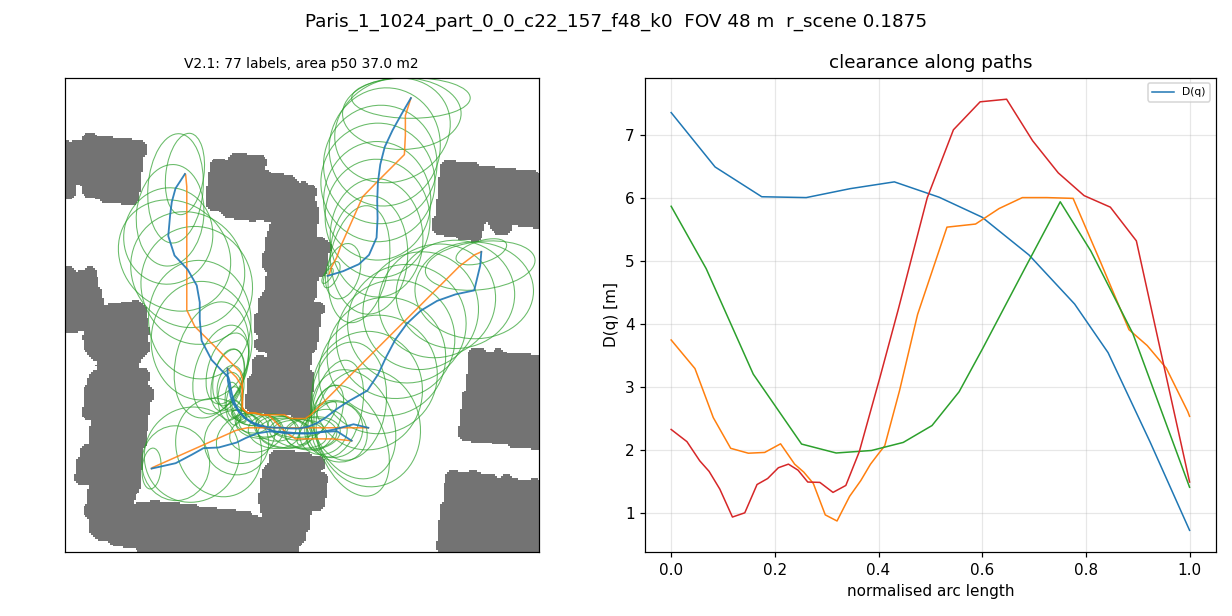 Paris_1_1024_part_0_0_c22_157_f48_k0  FOV 48 m  r_scene 0.1875
V2.1: 77 labels, area p50 37.0 m2
clearance along paths
D(q)
D(q) [m]
7
6
5
4
3
2
1
0.0 0.2 0.4 0.6 0.8 1.0
normalised arc length